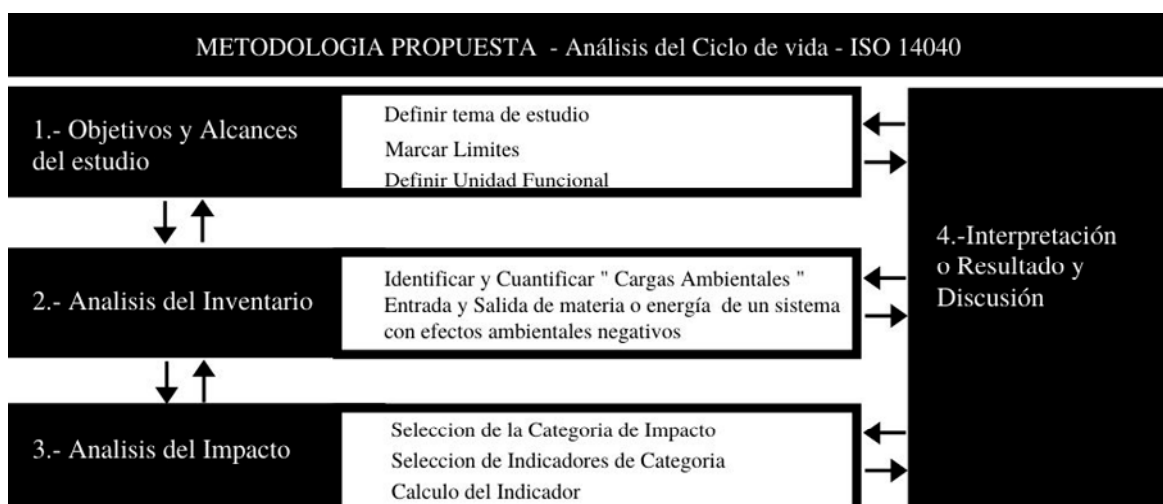 METODOLOGIA PROPUESTA - Análisis del Ciclo de vida - ISO 14040
1.- Objetivos y Alcances
del estudio
Definir tema de estudio
Marcar Limites
Definir Unidad Funcional
2.- Analisis del Inventario
Identificar y Cuantificar " Cargas Ambientales "
Entrada y Salida de materia o energía de un sistema
con efectos ambientales negativos
3.- Analisis del Impacto
Seleccion de la Categoria de Impacto
Seleccion de Indicadores de Categoria
Calculo del Indicador
4.-Interpretación
o Resultado y
Discusión